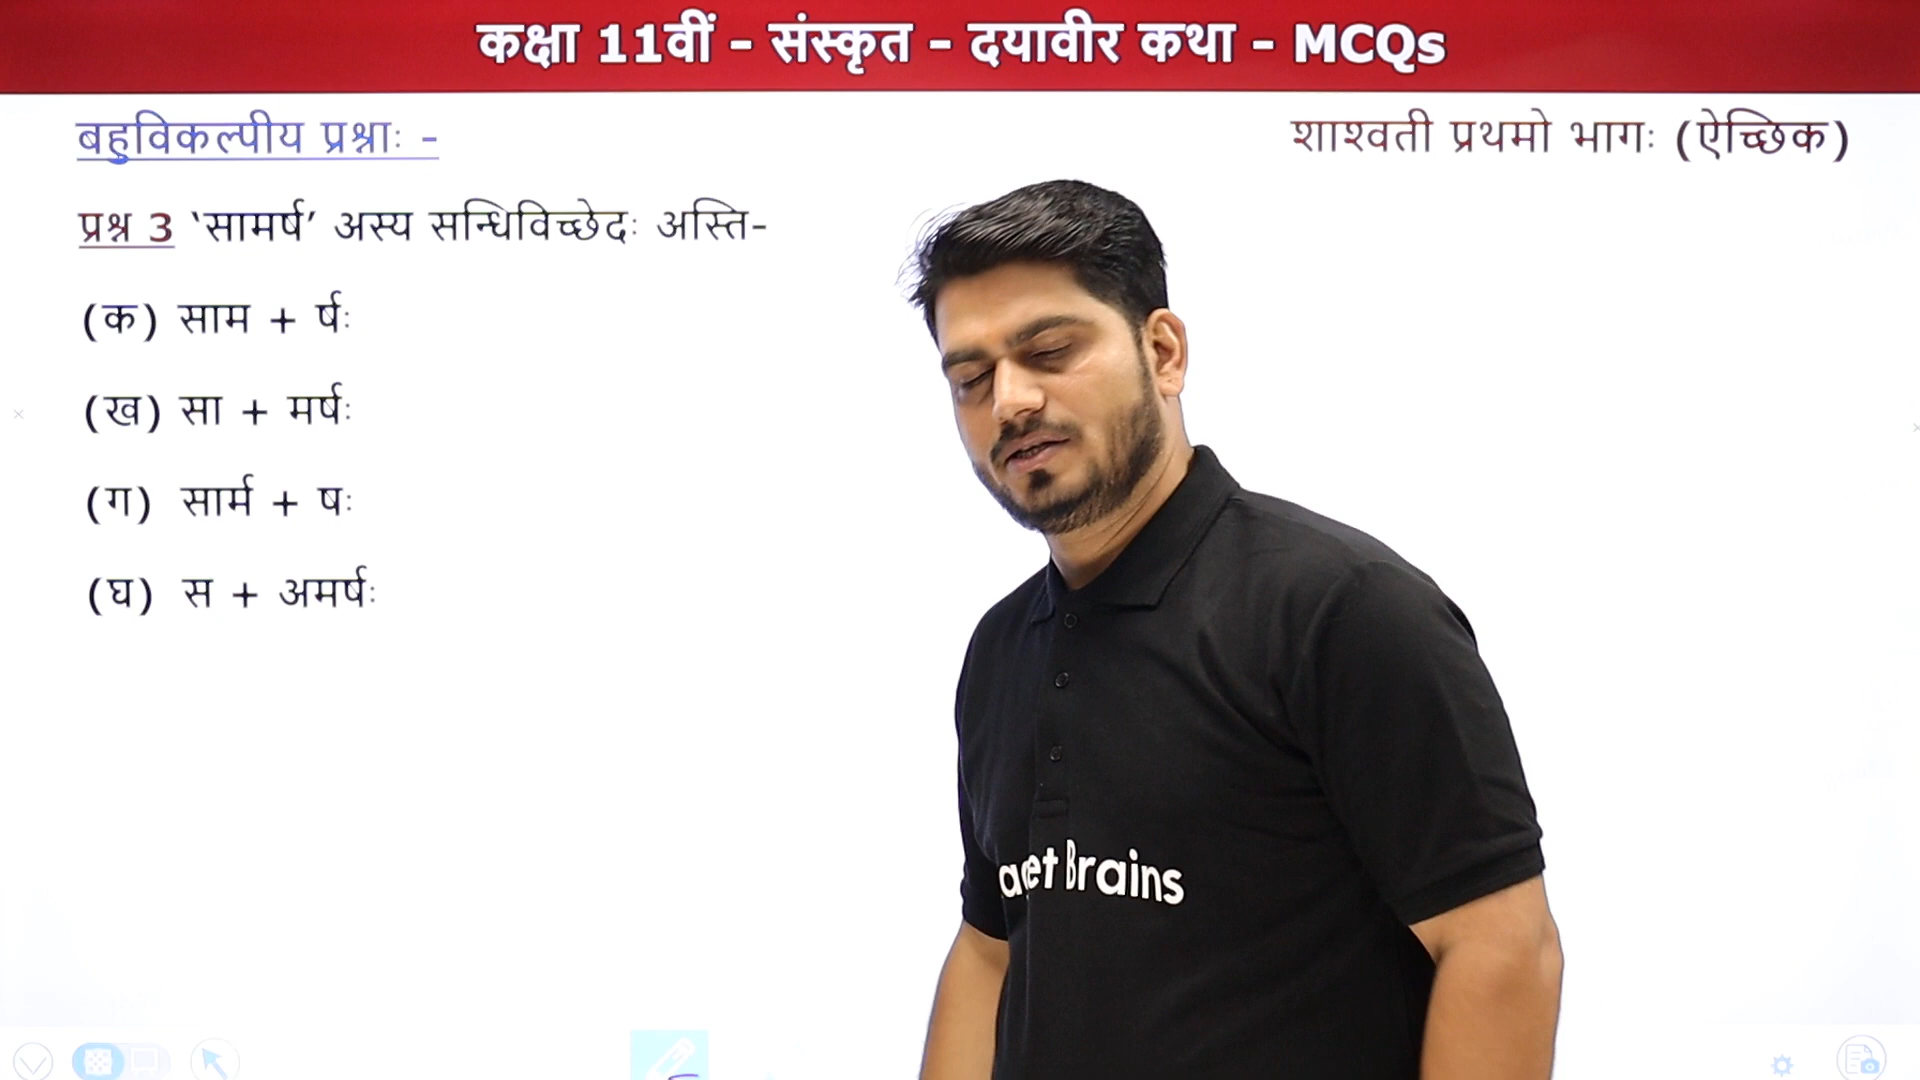 कक्षा 11वीं - संस्कृत - दयावीर कथा - MCQs
बहुविकल्पीय प्रश्नाः -
शाश्वती प्रथमो भागः (ऐच्छिक)
प्रश्न 3 ‘सामर्ष’ अस्य सन्धिविच्छेदः अस्ति-
(क) साम + र्षः
(ख) सा + मर्षः
(ग) सार्म + षः
(घ) स + अमर्षः
Brains